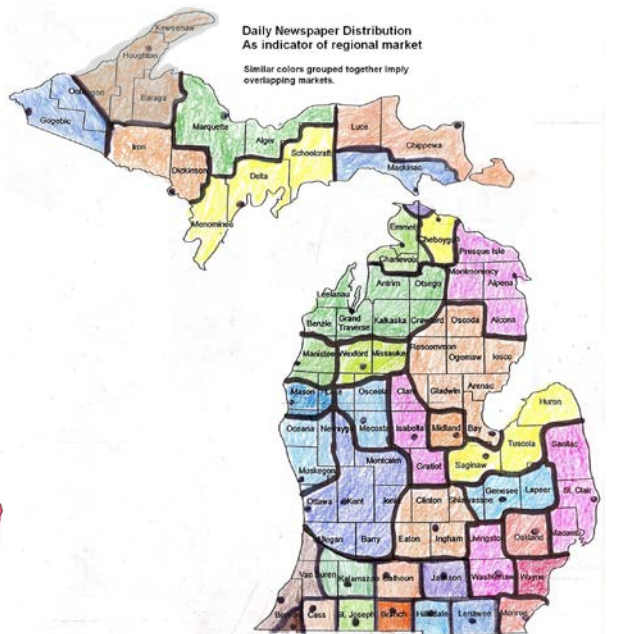 Daily Newspaper Distribution
As indicator of regional market
Similar colors grouped together imply
overlapping markets.
Keweenaw
Houghton
Baraga
Gogebic
Marquette
Alger
Luce
Chippewa
Iron
Schoolcraft
Mackinac
Dickinson
Delta
Menominee
Emmet
Cheboygan
Presque Isle
Charlevoix
Montmorency
Antrim
Otsego
Alpena
Leelanau
Benzie
Grand
Traverse
Kalkaska
Crawford
Oscoda
Alcona
Manistee
Wexford
Missaukee
Roscommon
Ogemaw
Iosco
Mason
Lake
Osceola
Clare
Gladwin
Arenac
Huron
Oceana
Newaygo
Mecosta
Isabella
Midland
Bay
Tuscola
Sanilac
Muskegon
Montcalm
Gratiot
Saginaw
Ottawa
Kent
Ionia
Clinton
Shiawassee
Genesee
Lapeer
St. Clair
Allegan
Barry
Eaton
Ingham
Livingston
Oakland
Macomb
Van Buren
Kalamazoo
Calhoun
Jackson
Washtenaw
Wayne
Cass
St. Joseph
Branch
Hillsdale
Lenawee
Monroe